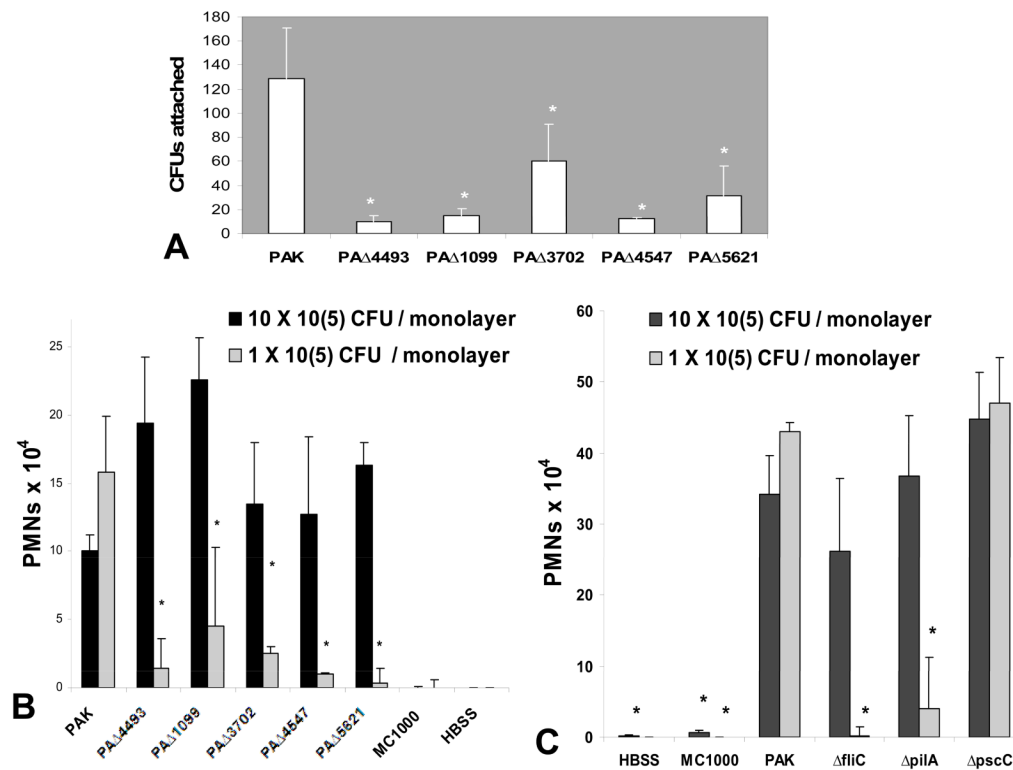 180
160
140
120
100
80
60
40
20
0
CFUs attached
*
*
*
*
*
PAK PAΔ4493 PAΔ1099 PAΔ3702 PAΔ4547 PAΔ5621
A
10 X 10(5) CFU / monolayer
1 X 10(5) CFU / monolayer
25
20
15
10
5
0
PMNs x 10⁴
*
*
*
*
*
PAK PAΔ4493 PAΔ1099 PAΔ3702 PAΔ4547 PAΔ5621 MC1000 HBSS
B
10 X 10(5) CFU / monolayer
1 X 10(5) CFU / monolayer
60
50
40
30
20
10
0
PMNs x 10⁴
*
*
*
*
*
HBSS MC1000 PAK ΔfliC ΔpilA ΔpscC
C